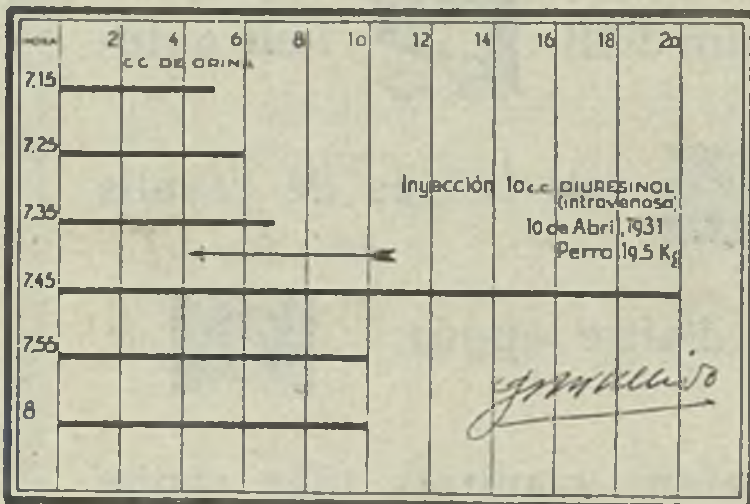 HORA 2 4 6 8 10 12 14 16 18 20
C.C. DE ORINA
7.15
7.25
7.35
Inyección 10 c.c. DIURESINOL
(intravenosa)
10 de Abril, 1931
Perro 19.5 Kg
7.45
7.55
8